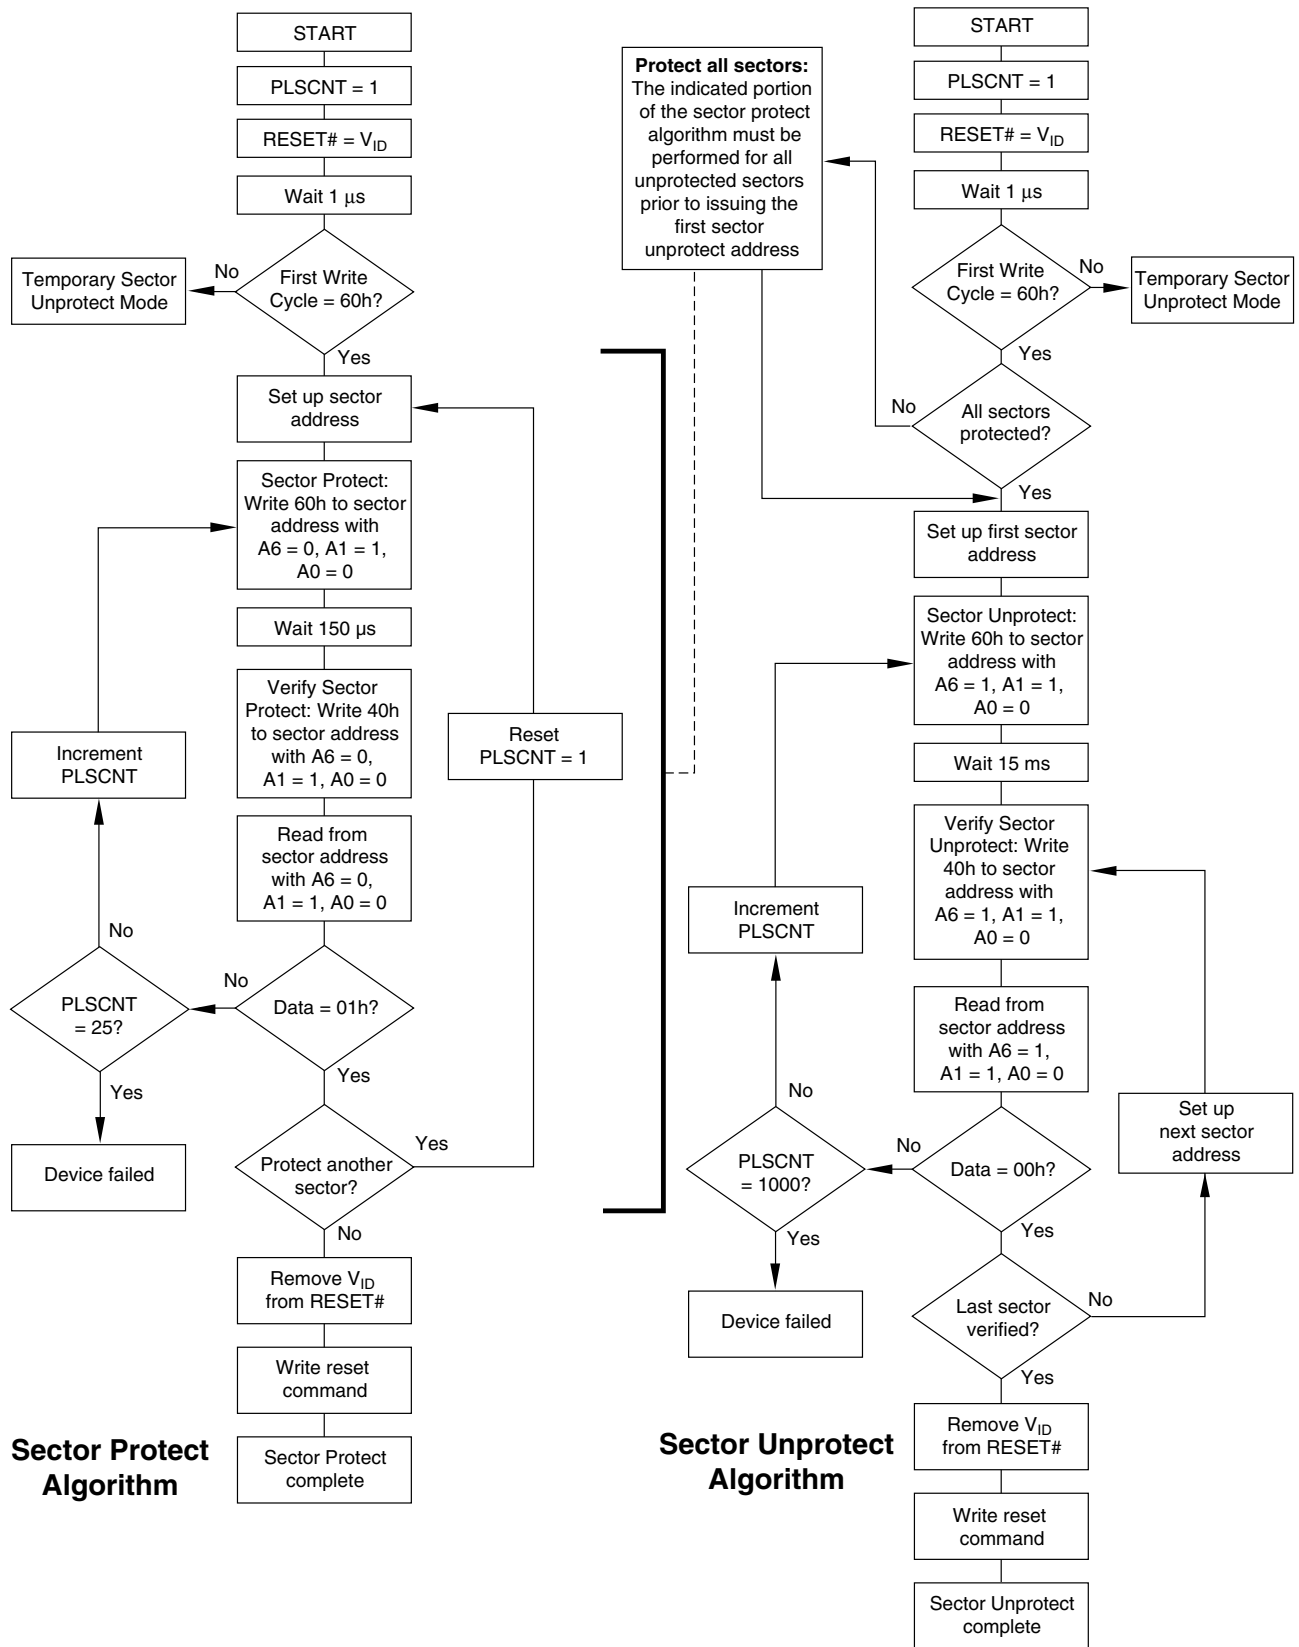 START
PLSCNT = 1
RESET# = VID
Wait 1 μs
First Write
Cycle = 60h?
No
Temporary Sector
Unprotect Mode
Yes
Set up sector
address
Sector Protect:
Write 60h to sector
address with
A6 = 0, A1 = 1,
A0 = 0
Wait 150 µs
Verify Sector
Protect: Write 40h
to sector address
with A6 = 0,
A1 = 1, A0 = 0
Reset
PLSCNT = 1
Increment
PLSCNT
Read from
sector address
with A6 = 0,
A1 = 1, A0 = 0
No
PLSCNT
= 25?
No
Data = 01h?
Yes
Yes
Device failed
Protect another
sector?
Yes
No
Remove VID
from RESET#
Write reset
command
Sector Protect
complete
Sector Protect
Algorithm
Protect all sectors:
The indicated portion
of the sector protect
algorithm must be
performed for all
unprotected sectors
prior to issuing the
first sector
unprotect address
START
PLSCNT = 1
RESET# = VID
Wait 1 μs
First Write
Cycle = 60h?
No
Temporary Sector
Unprotect Mode
Yes
No
All sectors
protected?
Yes
Set up first sector
address
Sector Unprotect:
Write 60h to sector
address with
A6 = 1, A1 = 1,
A0 = 0
Wait 15 ms
Verify Sector
Unprotect: Write
40h to sector
address with
A6 = 1, A1 = 1,
A0 = 0
Increment
PLSCNT
Read from
sector address
with A6 = 1,
A1 = 1, A0 = 0
No
Set up
next sector
address
PLSCNT
= 1000?
No
Data = 00h?
Yes
Yes
Device failed
Last sector
verified?
No
Yes
Remove VID
from RESET#
Write reset
command
Sector Unprotect
complete
Sector Unprotect
Algorithm